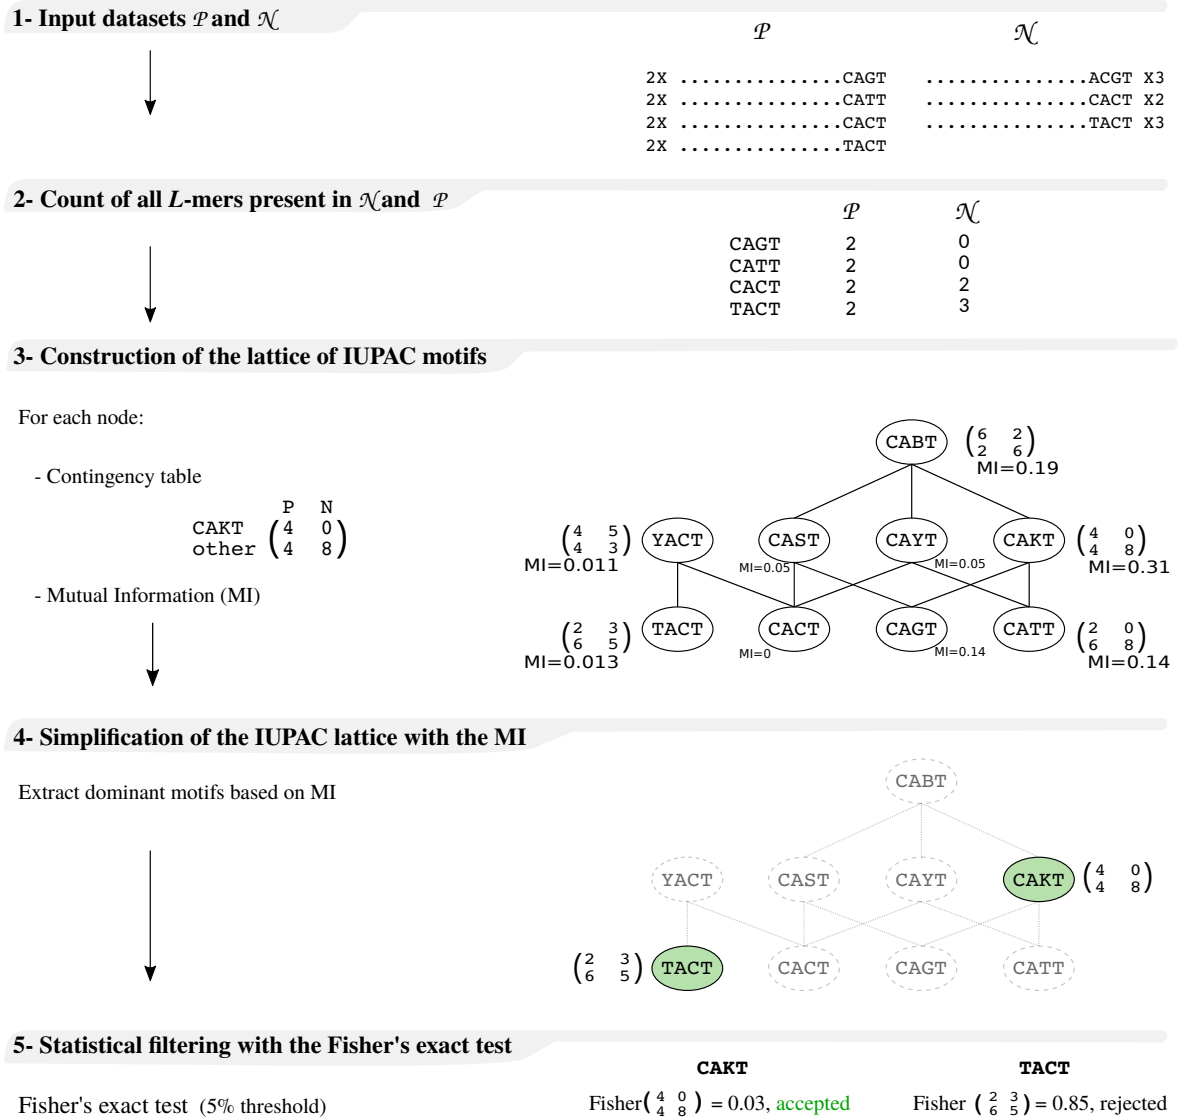 1- Input datasets 𝒫 and 𝒩
𝒫 𝒩
2X ...............CAGT ...............ACGT X3
2X ...............CATT ...............CACT X2
2X ...............CACT ...............TACT X3
2X ...............TACT
2- Count of all L-mers present in 𝒩 and 𝒫
𝒫 𝒩
CAGT 2 0
CATT 2 0
CACT 2 2
TACT 2 3
3- Construction of the lattice of IUPAC motifs
For each node:
- Contingency table
P N
CAKT ( 4 0 )
other ( 4 8 )
- Mutual Information (MI)
CABT ( 6 2
2 6 )
MI=0.19
( 4 5
4 3 ) YACT CAST CAYT CAKT ( 4 0
4 8 )
MI=0.011 MI=0.05 MI=0.05 MI=0.31
( 2 3
6 5 ) TACT CACT CAGT CATT ( 2 0
6 8 )
MI=0.013 MI=0 MI=0.14 MI=0.14
4- Simplification of the IUPAC lattice with the MI
Extract dominant motifs based on MI
CABT
YACT CAST CAYT CAKT ( 4 0
4 8 )
( 2 3
6 5 ) TACT CACT CAGT CATT
5- Statistical filtering with the Fisher's exact test
CAKT TACT
Fisher's exact test (5% threshold)
Fisher( 4 0
4 8 ) = 0.03, accepted
Fisher ( 2 3
6 5 ) = 0.85, rejected